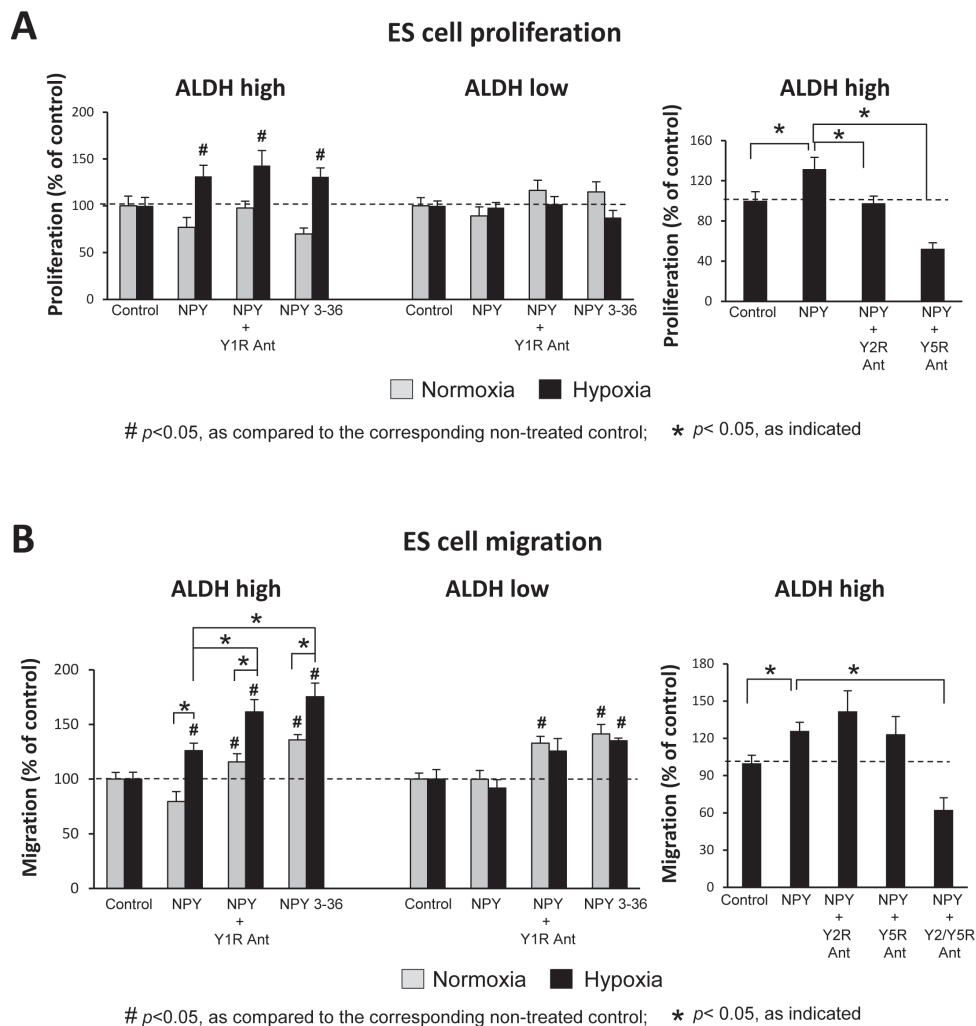 A
ES cell proliferation
ALDH high
ALDH low
ALDH high
Proliferation (% of control)
200
150
100
50
0
# # #
Control NPY NPY NPY 3-36
+
Y1R Ant
Control NPY NPY NPY 3-36
+
Y1R Ant
Proliferation (% of control)
160
120
80
40
0
* * *
Control NPY NPY NPY
+ +
Y2R Y5R
Ant Ant
Normoxia Hypoxia
# p<0.05, as compared to the corresponding non-treated control; * p< 0.05, as indicated
B
ES cell migration
ALDH high
ALDH low
ALDH high
Migration (% of control)
200
150
100
50
0
*
*
* * *
# # # # #
# # #
Control NPY NPY NPY 3-36
+
Y1R Ant
Control NPY NPY NPY 3-36
+
Y1R Ant
Migration (% of control)
180
150
120
90
60
30
0
* *
Control NPY NPY NPY NPY
+ + +
Y2R Y5R Y2/Y5R
Ant Ant Ant
Normoxia Hypoxia
# p<0.05, as compared to the corresponding non-treated control; * p< 0.05, as indicated